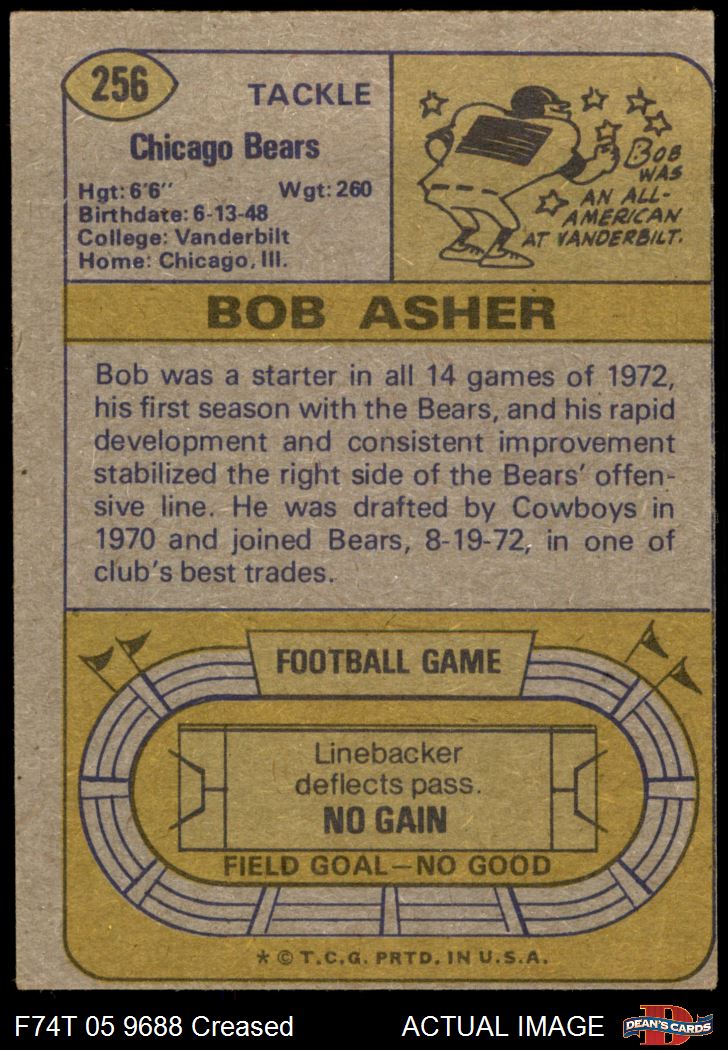 256
TACKLE
Chicago Bears
Hgt: 6'6" Wgt: 260
Birthdate: 6-13-48
College: Vanderbilt
Home: Chicago, Ill.
BOB
WAS
AN ALL-
AMERICAN
AT VANDERBILT.
BOB ASHER
Bob was a starter in all 14 games of 1972,
his first season with the Bears, and his rapid
development and consistent improvement
stabilized the right side of the Bears' offen-
sive line. He was drafted by Cowboys in
1970 and joined Bears, 8-19-72, in one of
club's best trades.
FOOTBALL GAME
Linebacker
deflects pass.
NO GAIN
FIELD GOAL—NO GOOD
* © T.C.G. PRTD. IN U.S.A.
F74T 05 9688 Creased ACTUAL IMAGE
D
DEAN'S CARDS